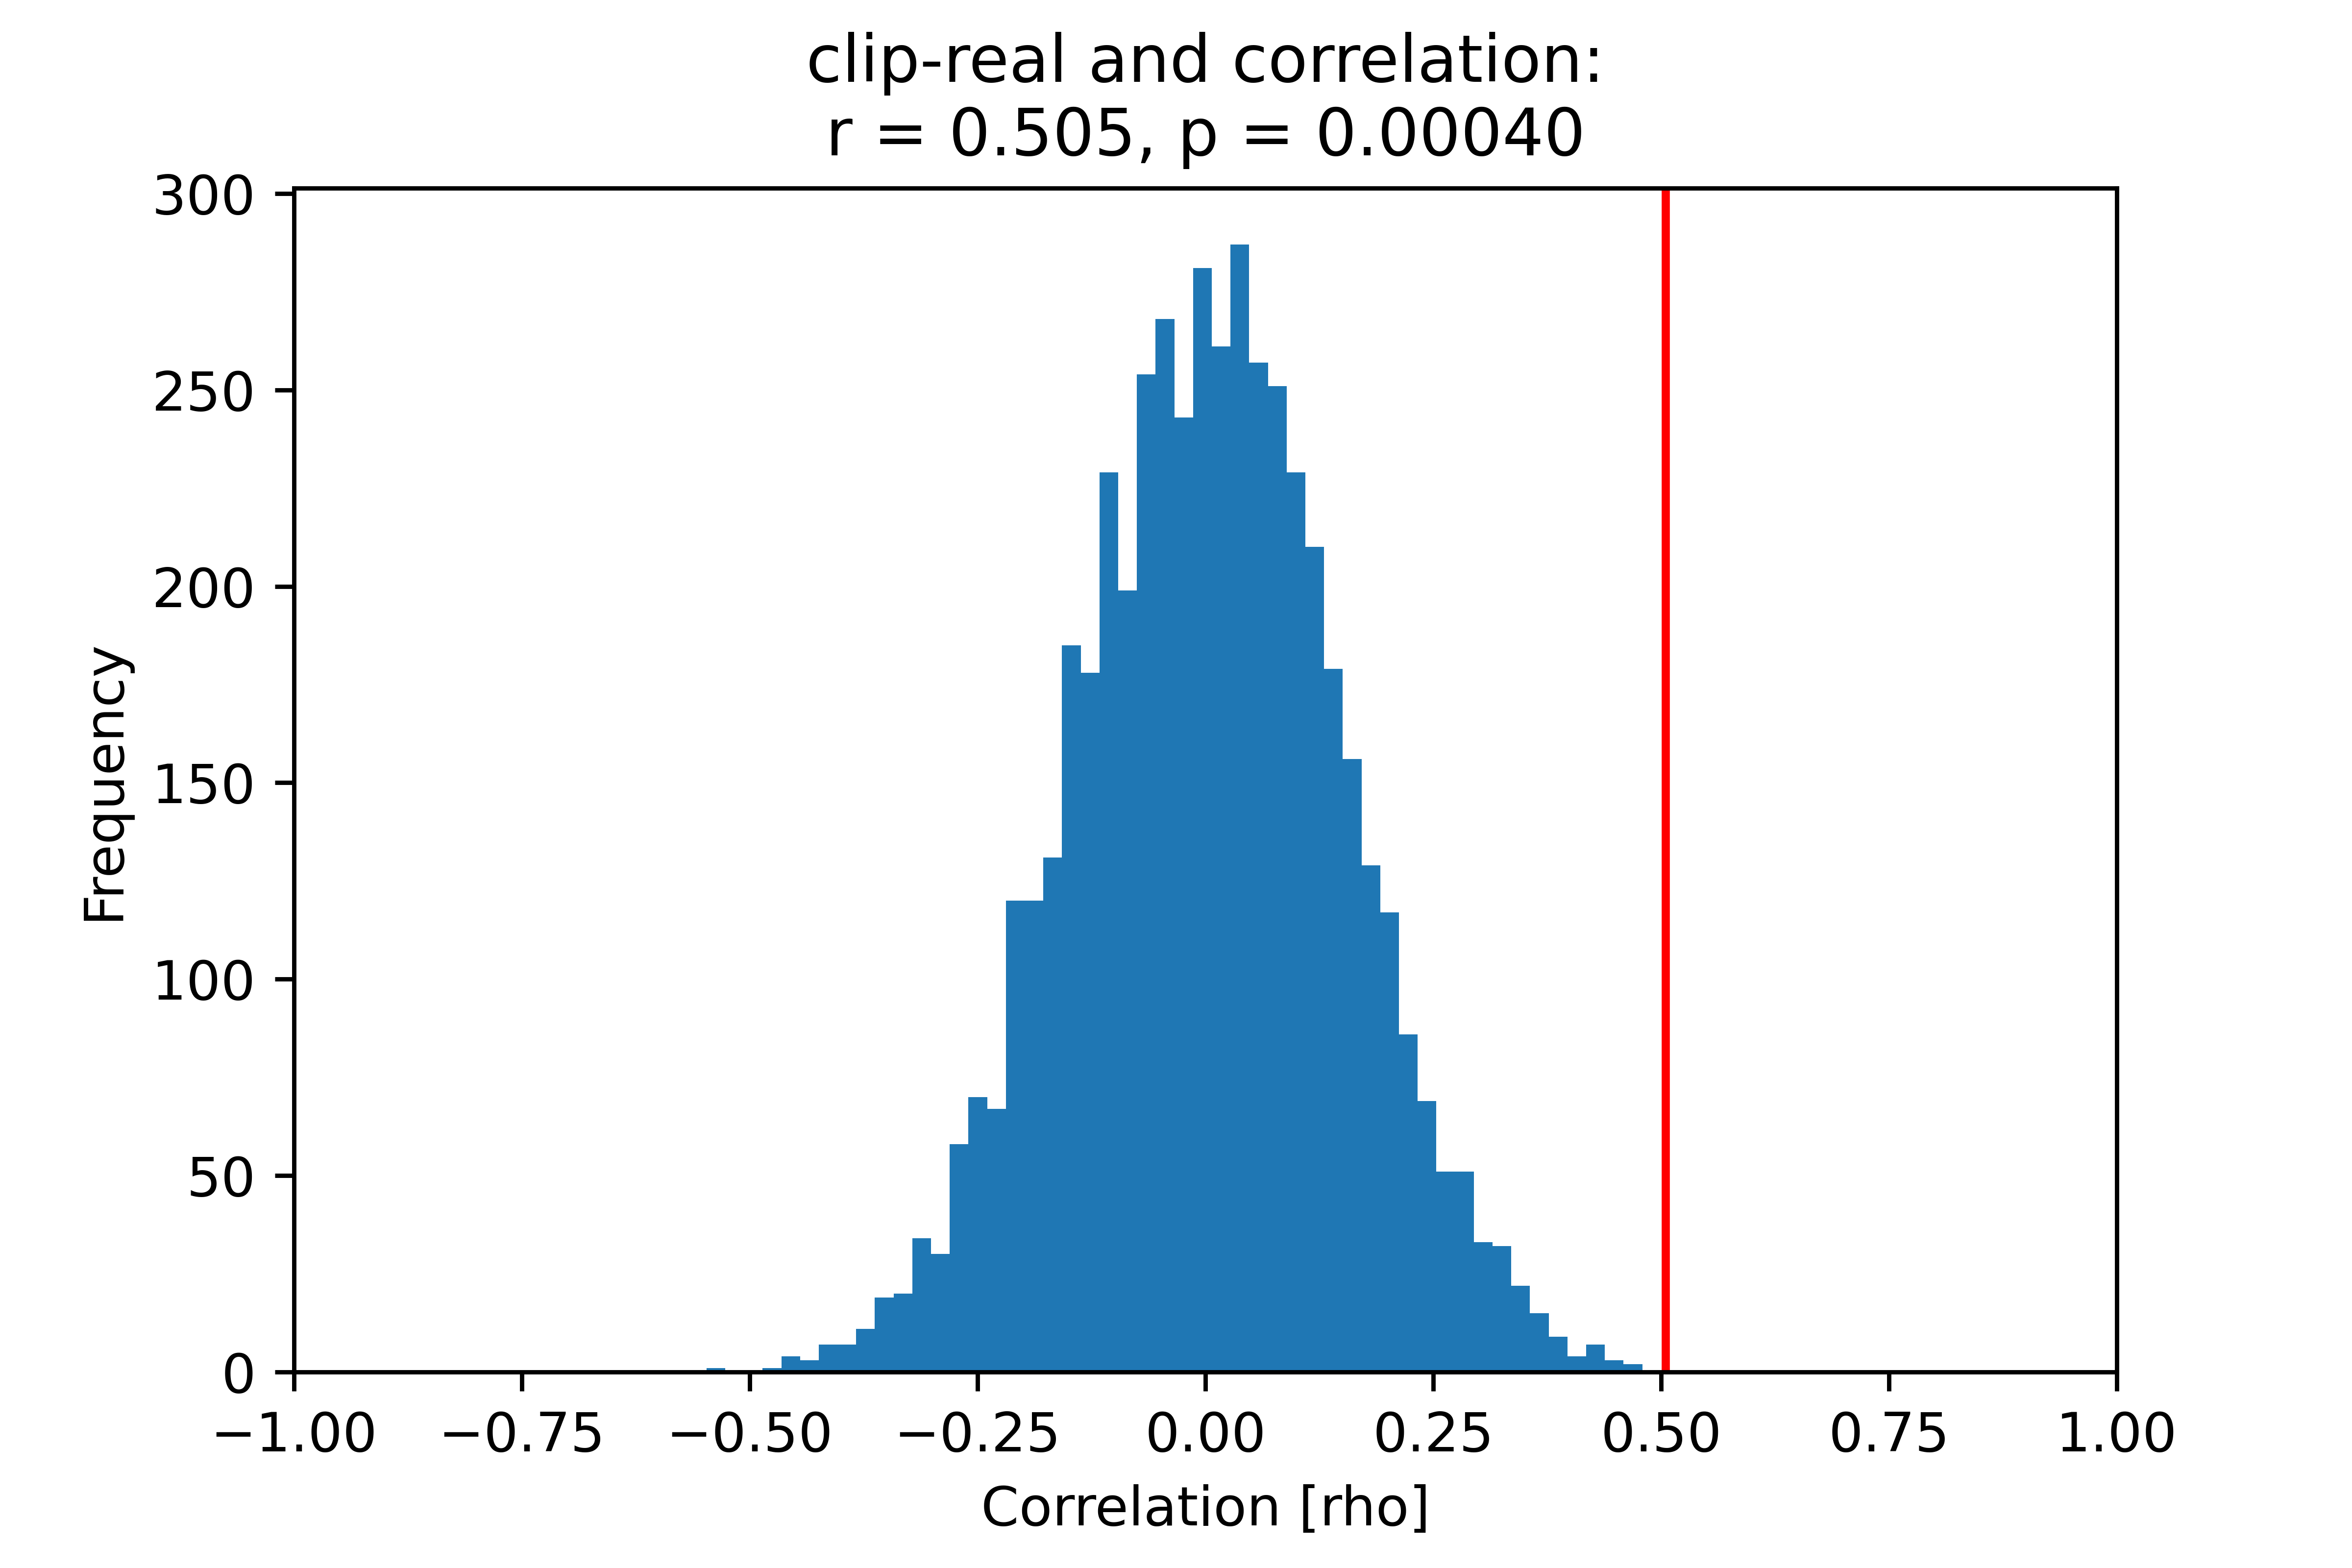 clip-real and correlation:
r = 0.505, p = 0.00040
300
250
200
150
100
50
0
Frequency
−1.00 −0.75 −0.50 −0.25 0.00 0.25 0.50 0.75 1.00
Correlation [rho]